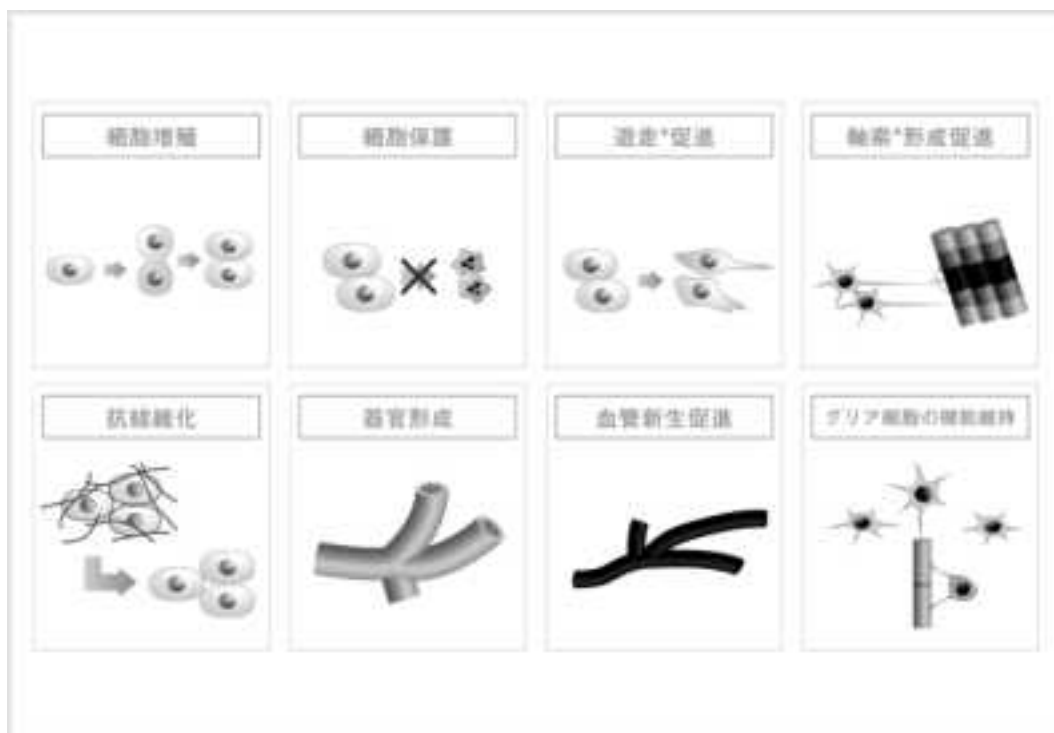 細胞増殖
細胞保護
遊走*促進
軸索*形成促進
抗線維化
器官形成
血管新生促進
グリア細胞の機能維持